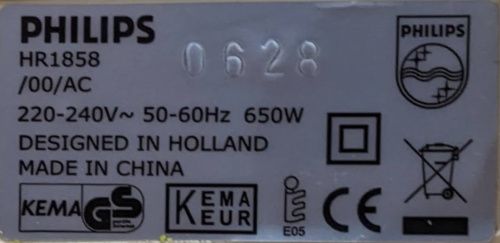 PHILIPS
HR1858
/00/AC
0628
PHILIPS
220-240V~ 50-60Hz 650W
DESIGNED IN HOLLAND
MADE IN CHINA
KEMA
GS
KEMA
EUR
E05
CE